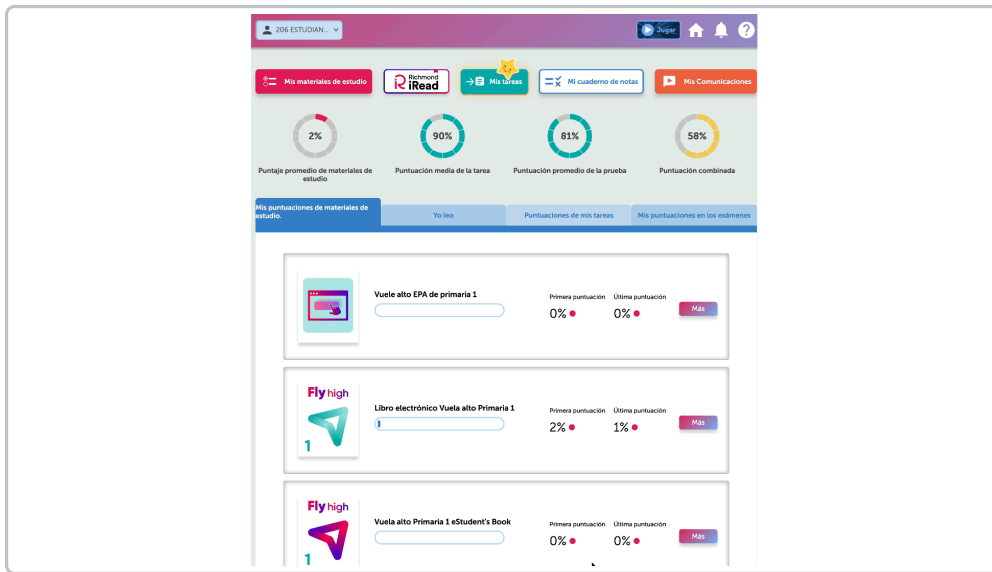 206 ESTUDIAN...
Jugar
Mis materiales de estudio
Richmond
iRead
Mis tareas
Mi cuaderno de notas
Mis Comunicaciones
2%
90%
81%
58%
Puntaje promedio de materiales de
estudio
Puntuación media de la tarea
Puntuación promedio de la prueba
Puntuación combinada
Mis puntuaciones de materiales de
estudio.
Yo leo
Puntuaciones de mis tareas
Mis puntuaciones en los exámenes
Vuele alto EPA de primaria 1
Primera puntuación
Última puntuación
0%
0%
Más
Fly high
1
Libro electrónico Vuela alto Primaria 1
Primera puntuación
Última puntuación
2%
1%
Más
Fly high
1
Vuela alto Primaria 1 eStudent's Book
Primera puntuación
Última puntuación
0%
0%
Más